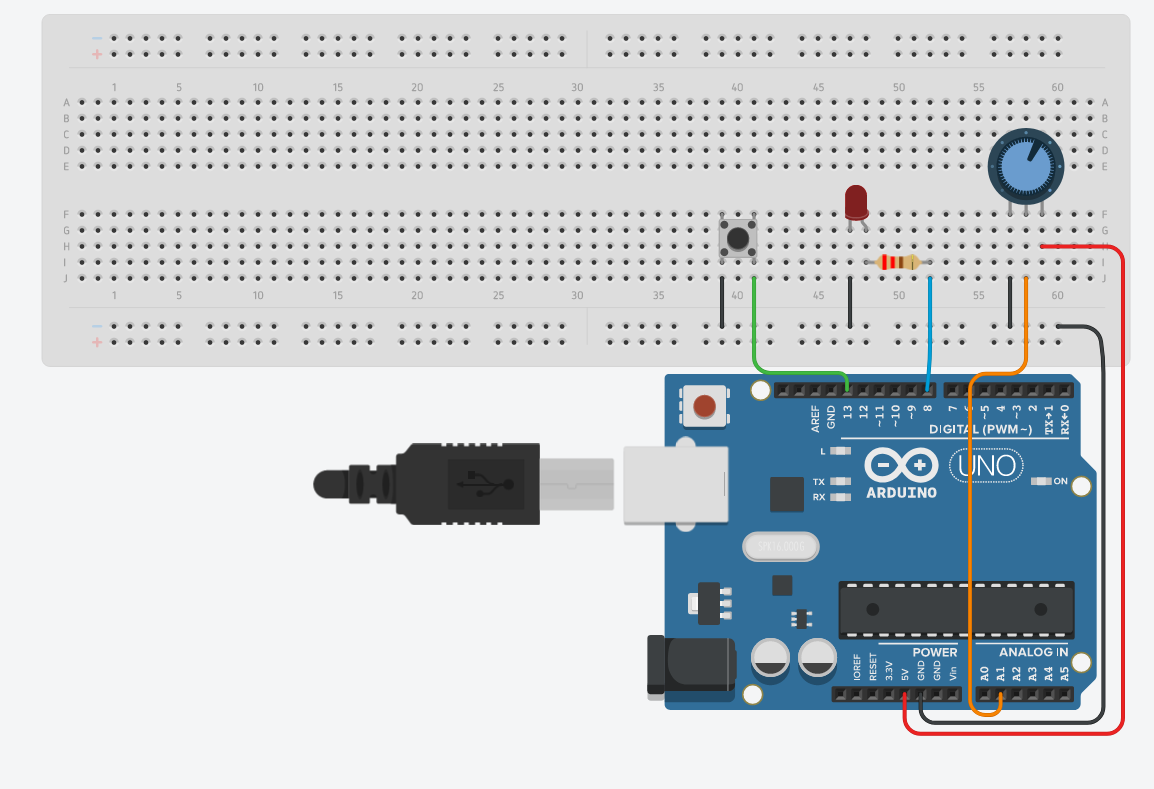 − −
+ +
1 5 10 15 20 25 30 35 40 45 50 55 60
A A
B B
C C
D D
E E
F F
G G
H H
I I
J J
1 5 10 15 20 25 30 35 40 45 50 55 60
− −
+ +
AREF GND 13 12 ~11 ~10 ~9 8 7 6 ~5 4 ~3 2 TX→1 RX←0
DIGITAL (PWM~)
L
TX
RX
ARDUINO
UNO
ON
POWER ANALOG IN
IOREF RESET 3.3V 5V GND GND Vin A0 A1 A2 A3 A4 A5